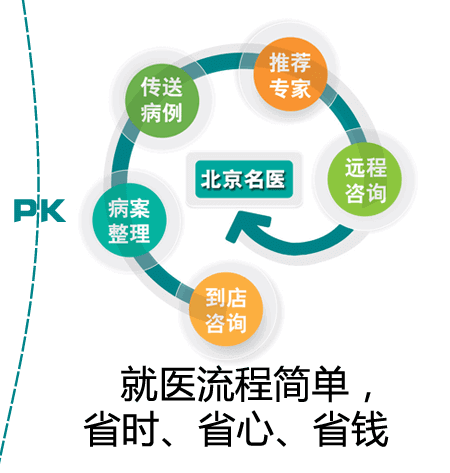 推荐
专家
传送
病例
远程
咨询
北京名医
病案
整理
PK
到店
咨询
就医流程简单，
省时、省心、省钱